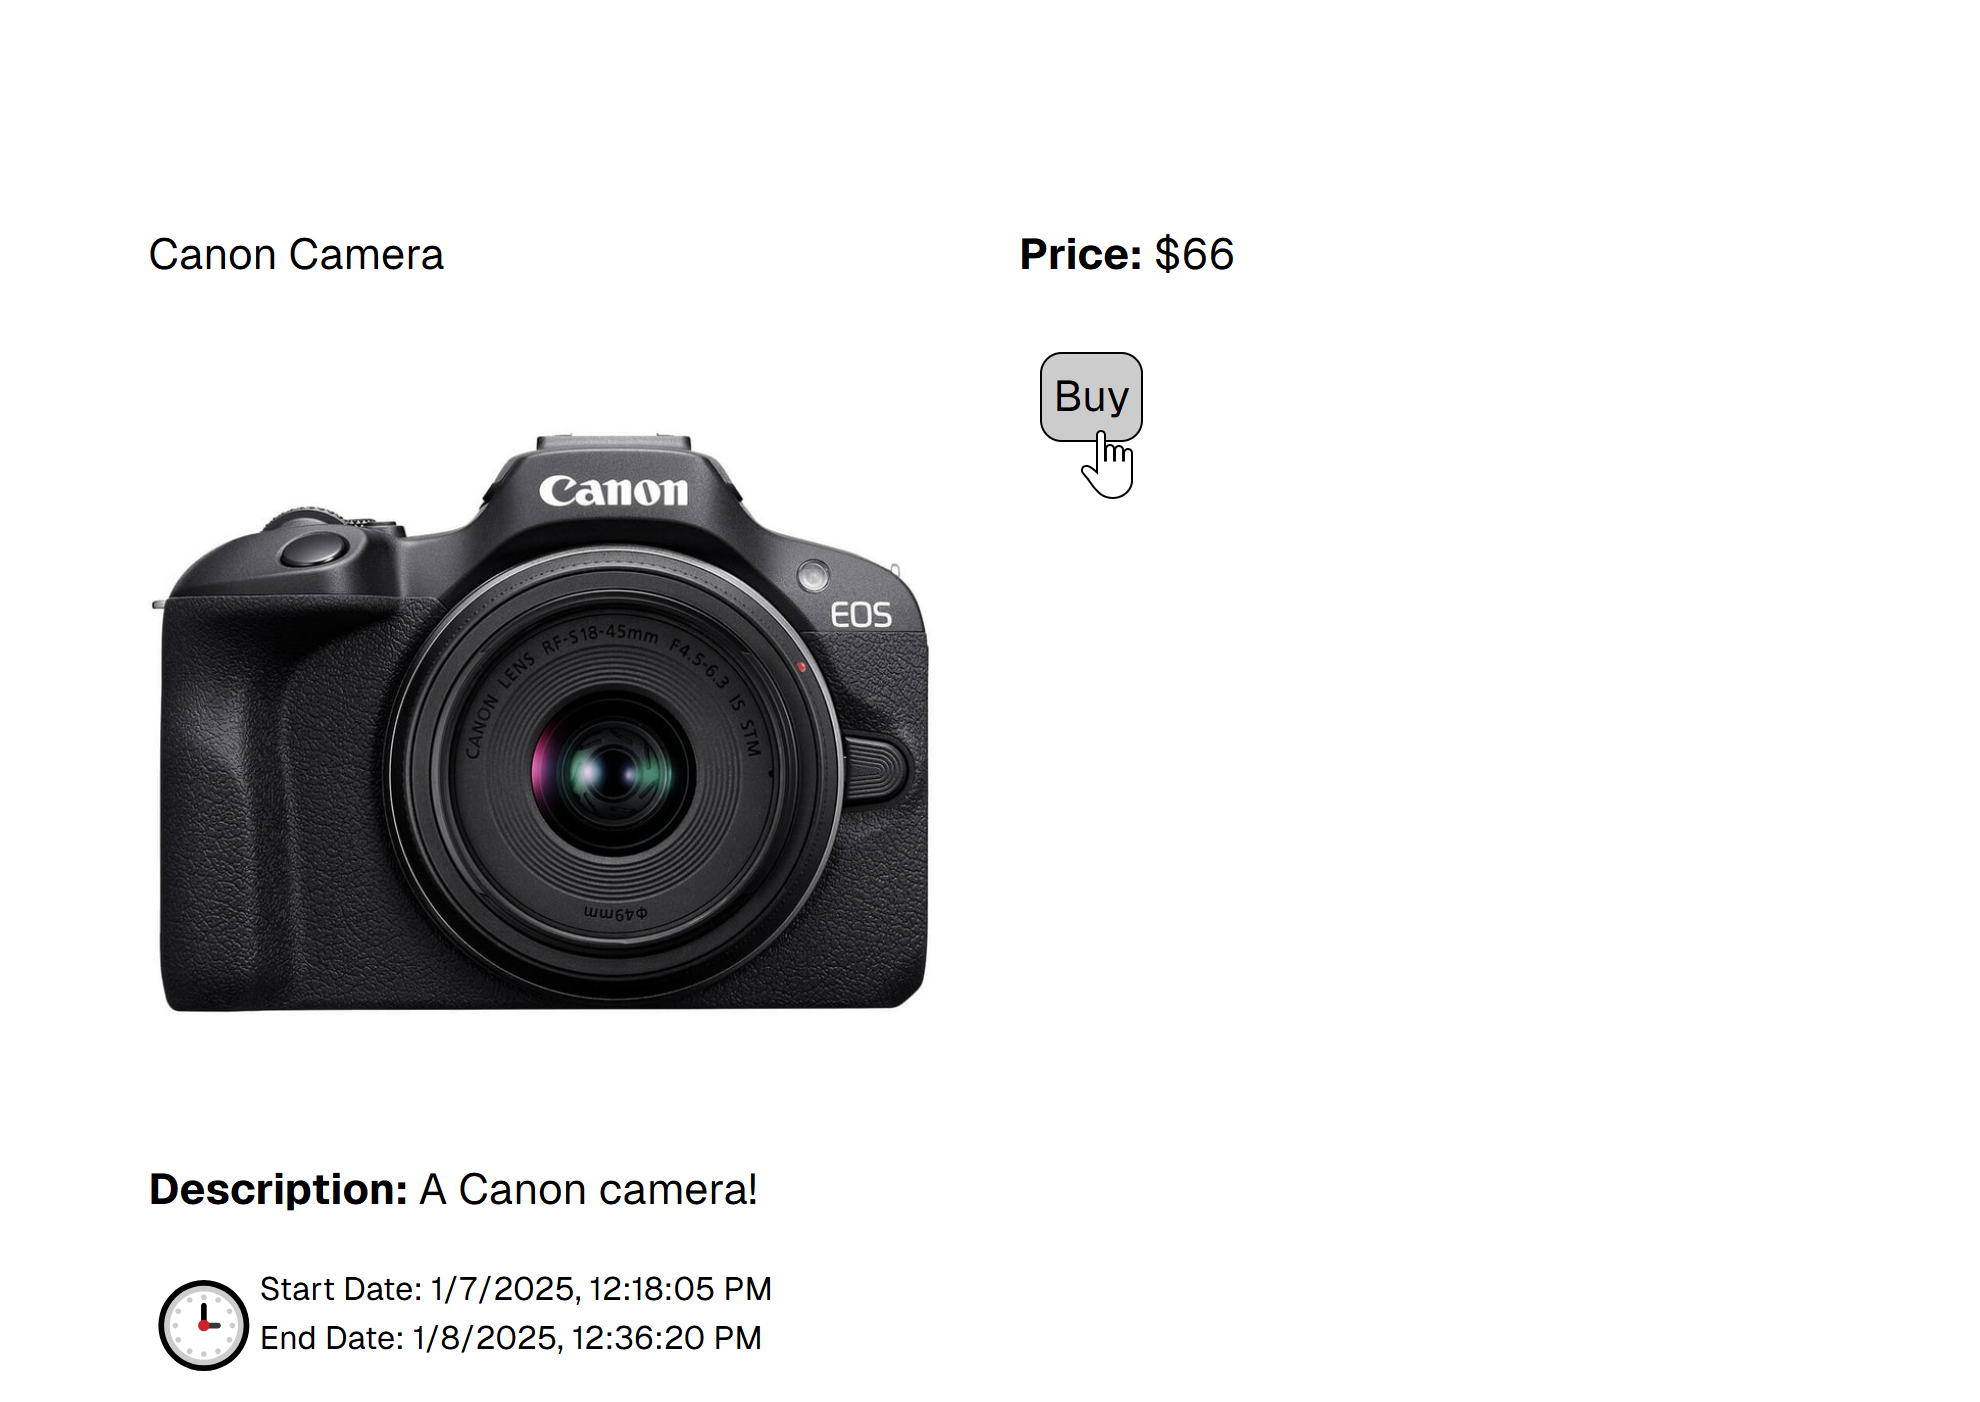 Canon Camera
Price: $66
Buy
Canon
EOS
CANON LENS RF-S18-45mm F4.5-6.3 IS STM
Φ49mm
Description: A Canon camera!
Start Date: 1/7/2025, 12:18:05 PM
End Date: 1/8/2025, 12:36:20 PM